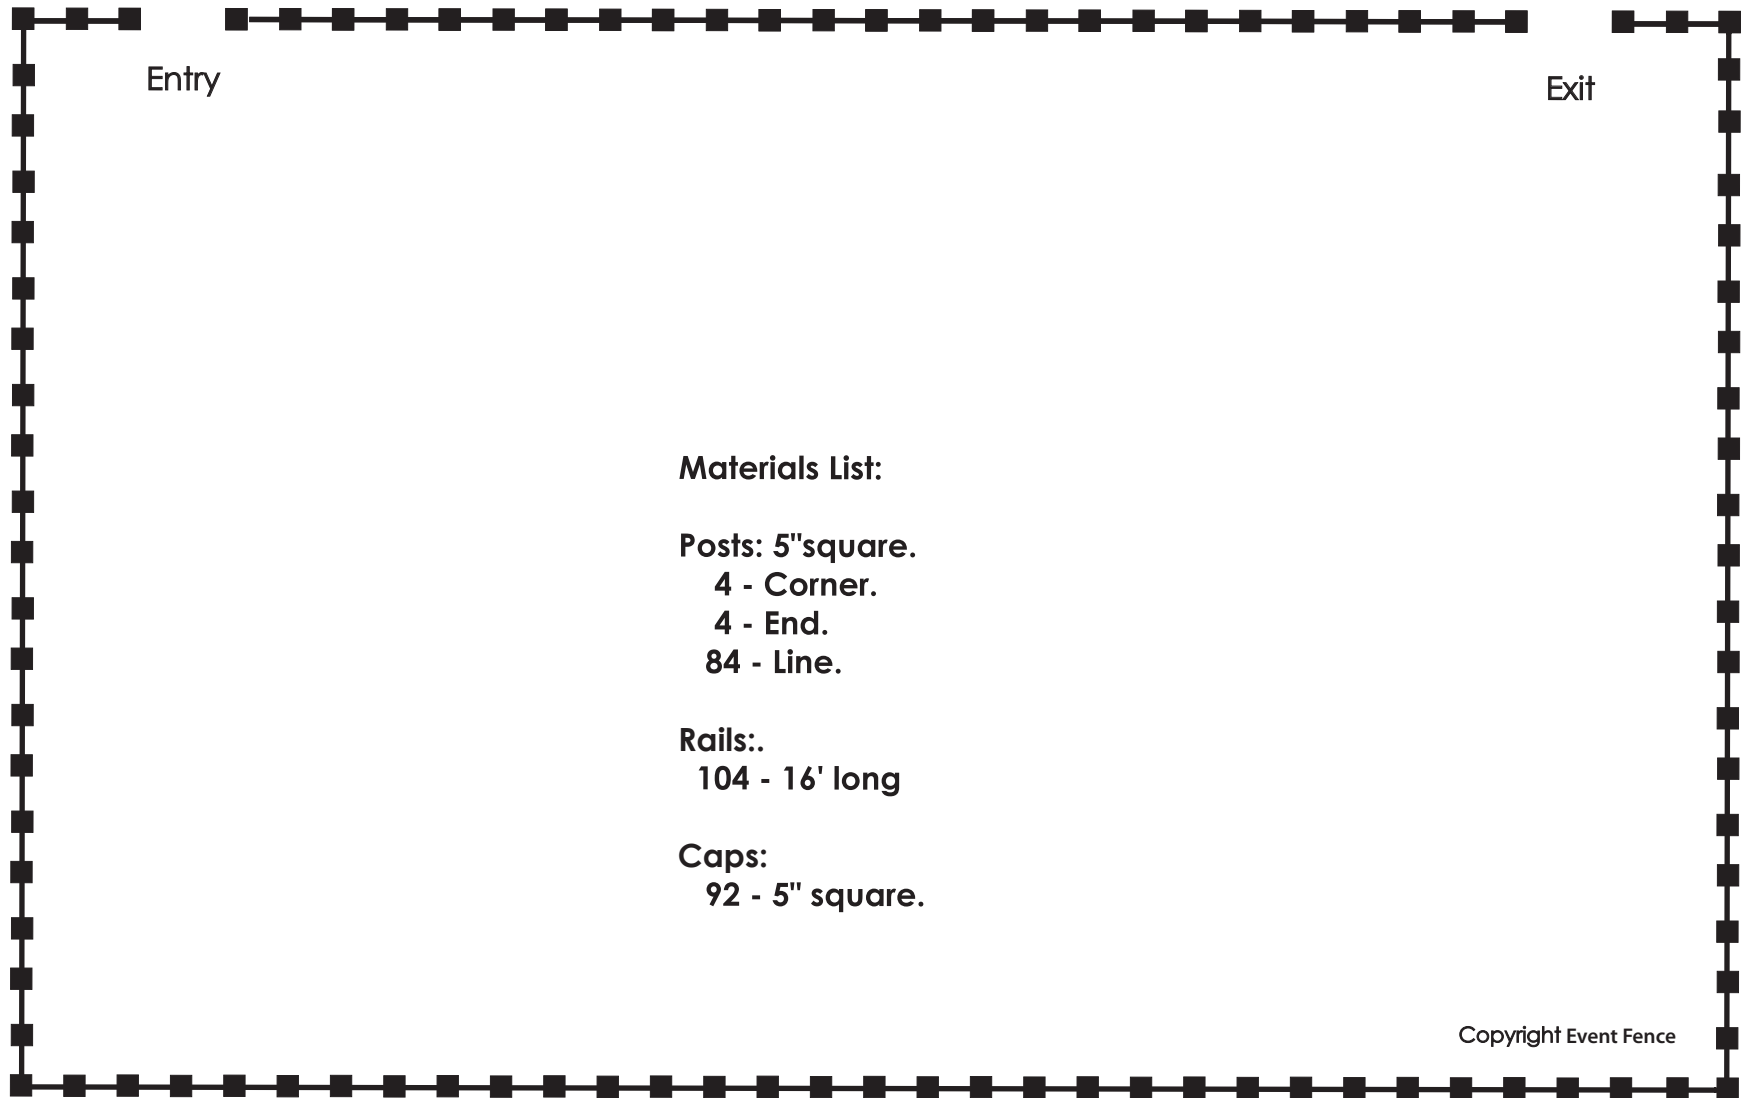 Entry
Exit
Materials List:
Posts: 5"square.
4 - Corner.
4 - End.
84 - Line.
Rails:.
104 - 16' long
Caps:
92 - 5" square.
Copyright Event Fence